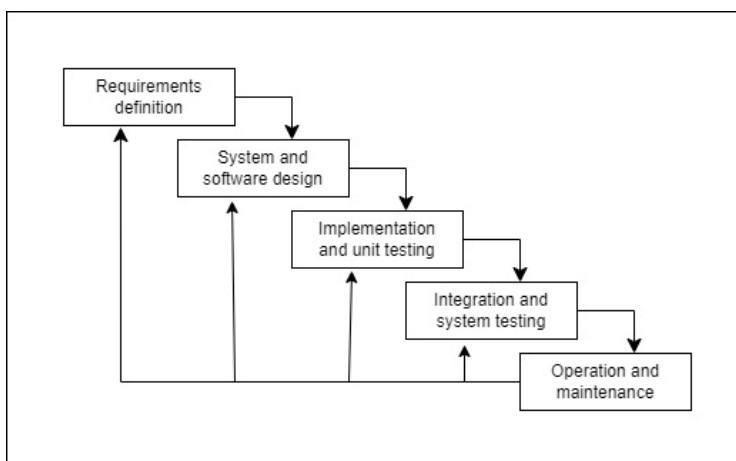 Requirements
definition
System and
software design
Implementation
and unit testing
Integration and
system testing
Operation and
maintenance